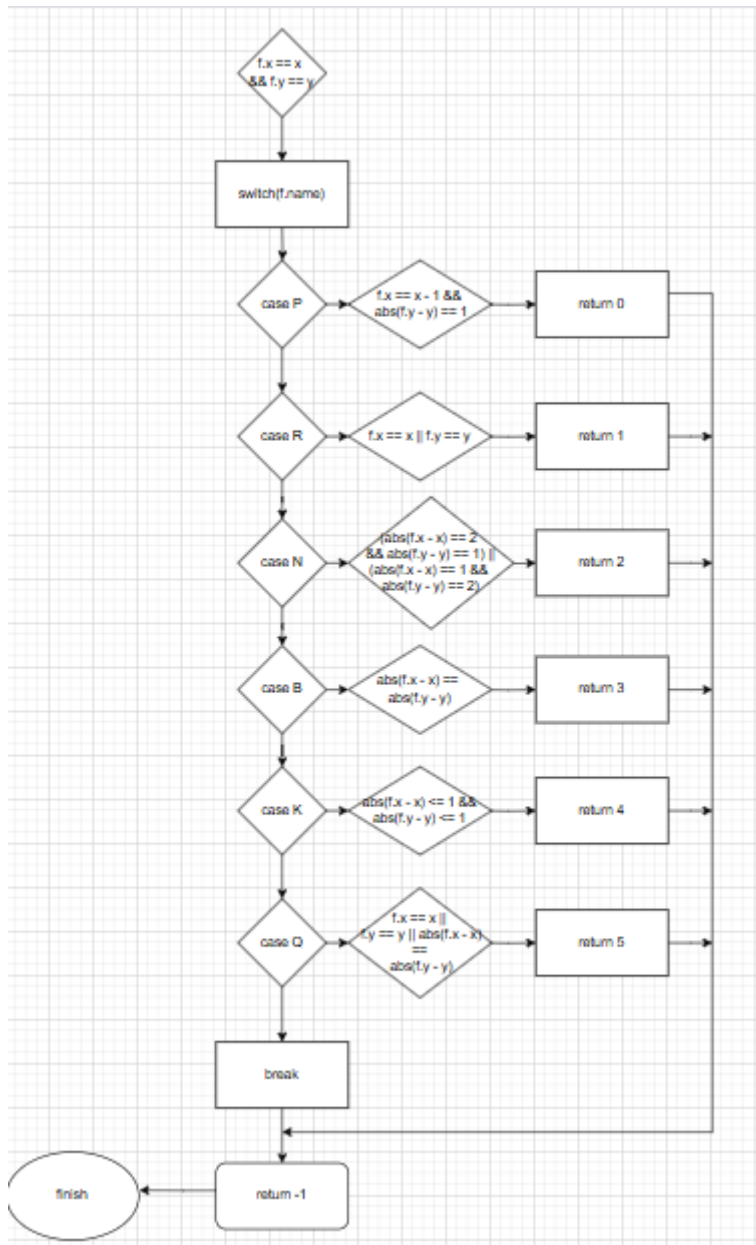 f.x == x
&& f.y == y
switch(f.name)
case P
f.x == x - 1 &&
abs(f.y - y) == 1
return 0
case R
f.x == x || f.y == y
return 1
case N
(abs(f.x - x) == 2
&& abs(f.y - y) == 1) ||
(abs(f.x - x) == 1 &&
abs(f.y - y) == 2)
return 2
case B
abs(f.x - x) ==
abs(f.y - y)
return 3
case K
abs(f.x - x) <= 1 &&
abs(f.y - y) <= 1
return 4
case Q
f.x == x ||
f.y == y || abs(f.x - x)
==
abs(f.y - y)
return 5
break
finish
return -1